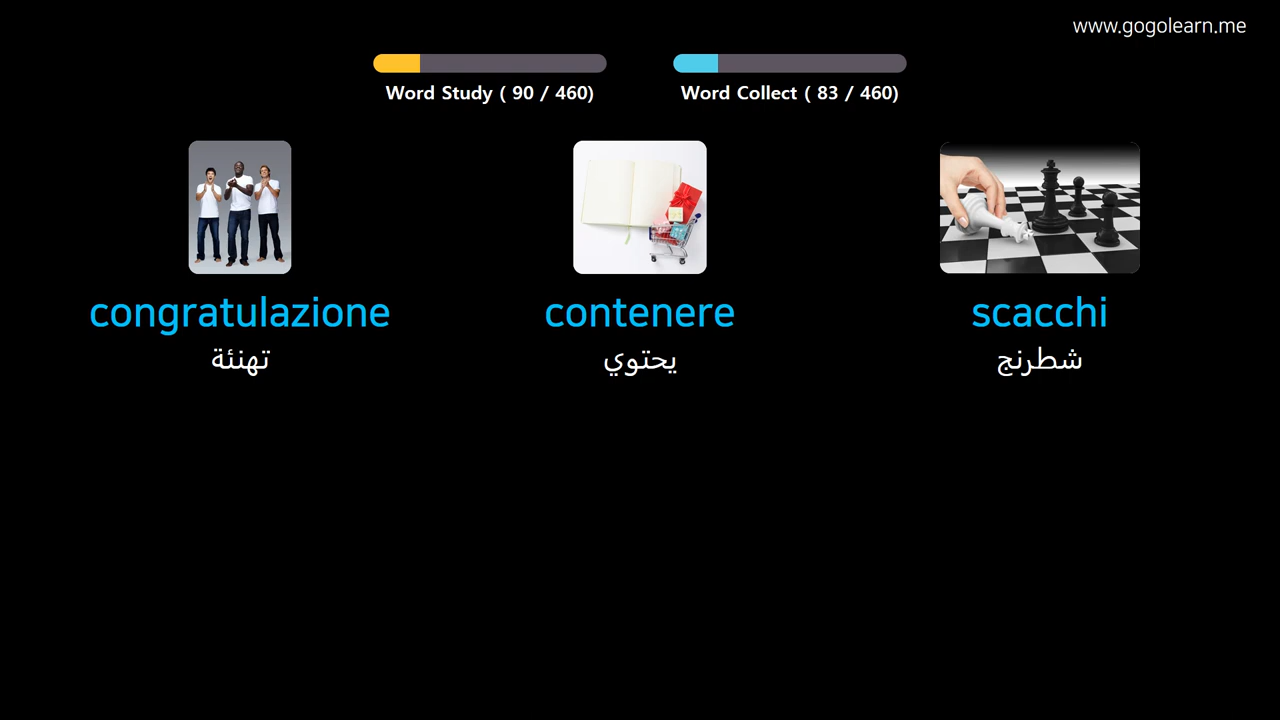 www.gogolearn.me
Word Study ( 90 / 460)
Word Collect ( 83 / 460)
congratulazione
تهنئة
contenere
يحتوي
scacchi
شطرنج